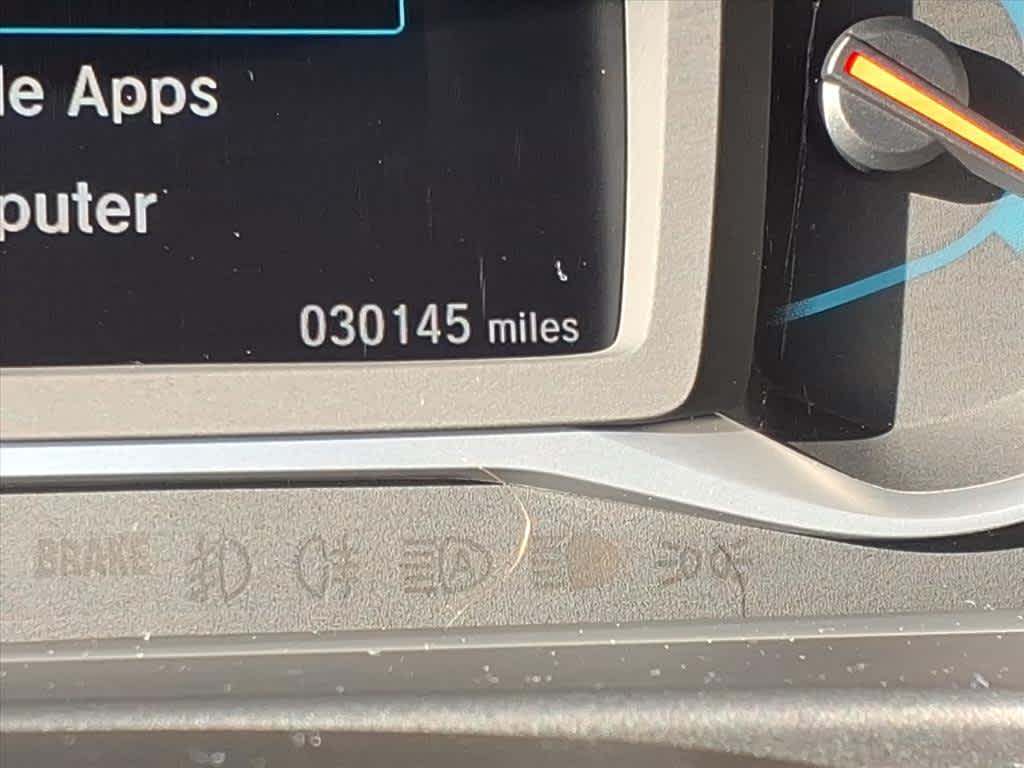 le Apps
puter
030145 miles
BRAKE